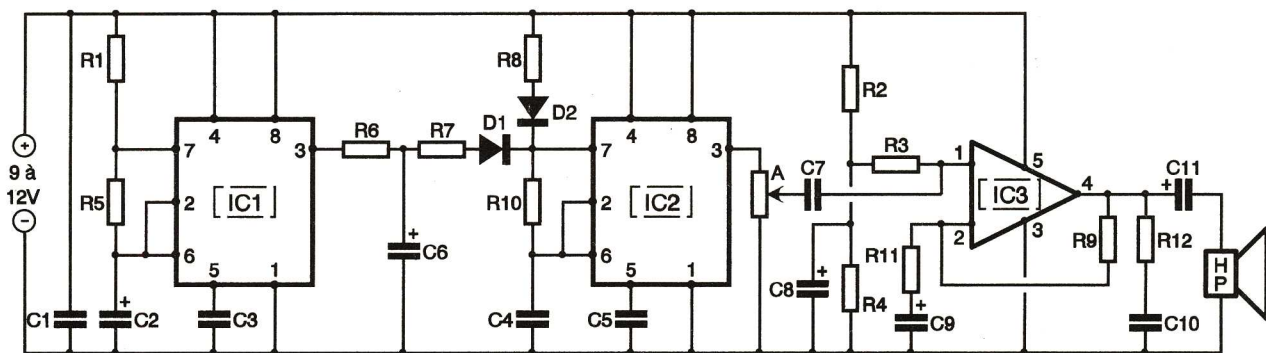 R1
R5
C1
C2
+
9 à
12V
+
−
7
2
6
4
8
3
5
1
IC1
C3
R6
R7
D1
+
C6
R8
D2
R10
C4
7
2
6
4
8
3
5
1
IC2
C5
A
C7
R2
R3
+
C8
R4
R11
+
C9
1
2
5
4
3
IC3
R9
R12
C10
+
C11
HP